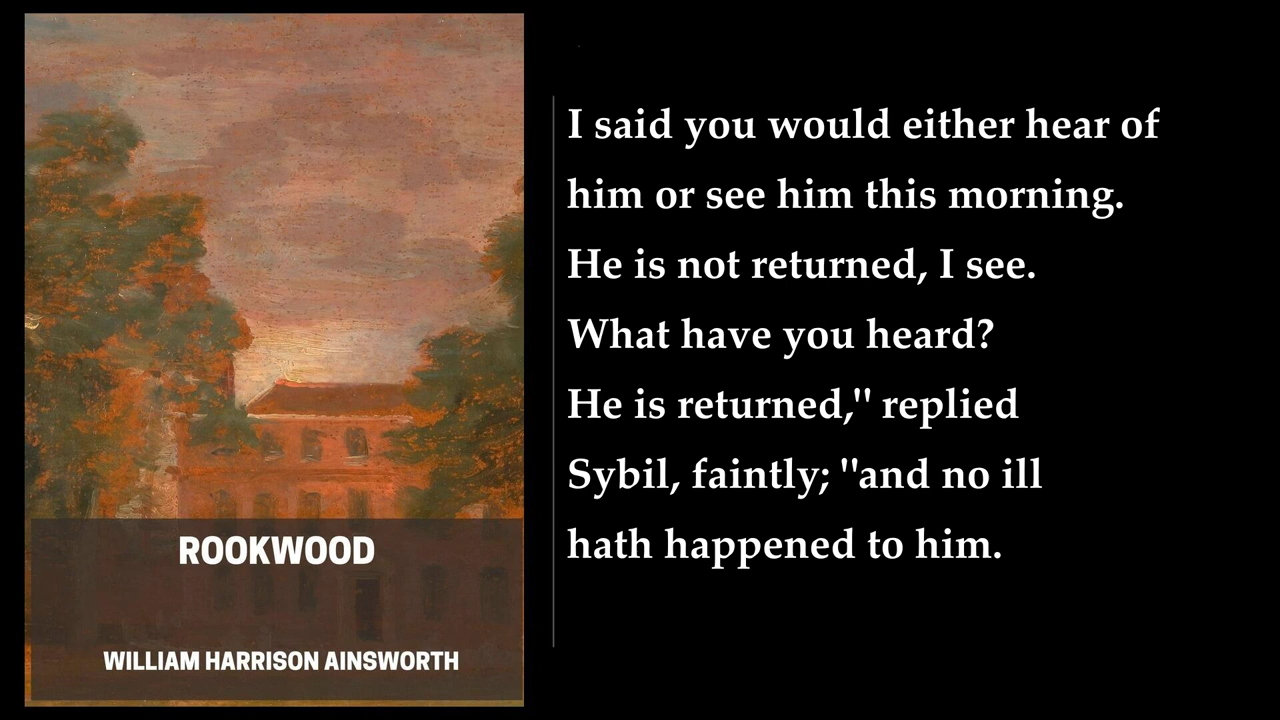 ROOKWOOD
WILLIAM HARRISON AINSWORTH
I said you would either hear of
him or see him this morning.
He is not returned, I see.
What have you heard?
He is returned," replied
Sybil, faintly; "and no ill
hath happened to him.